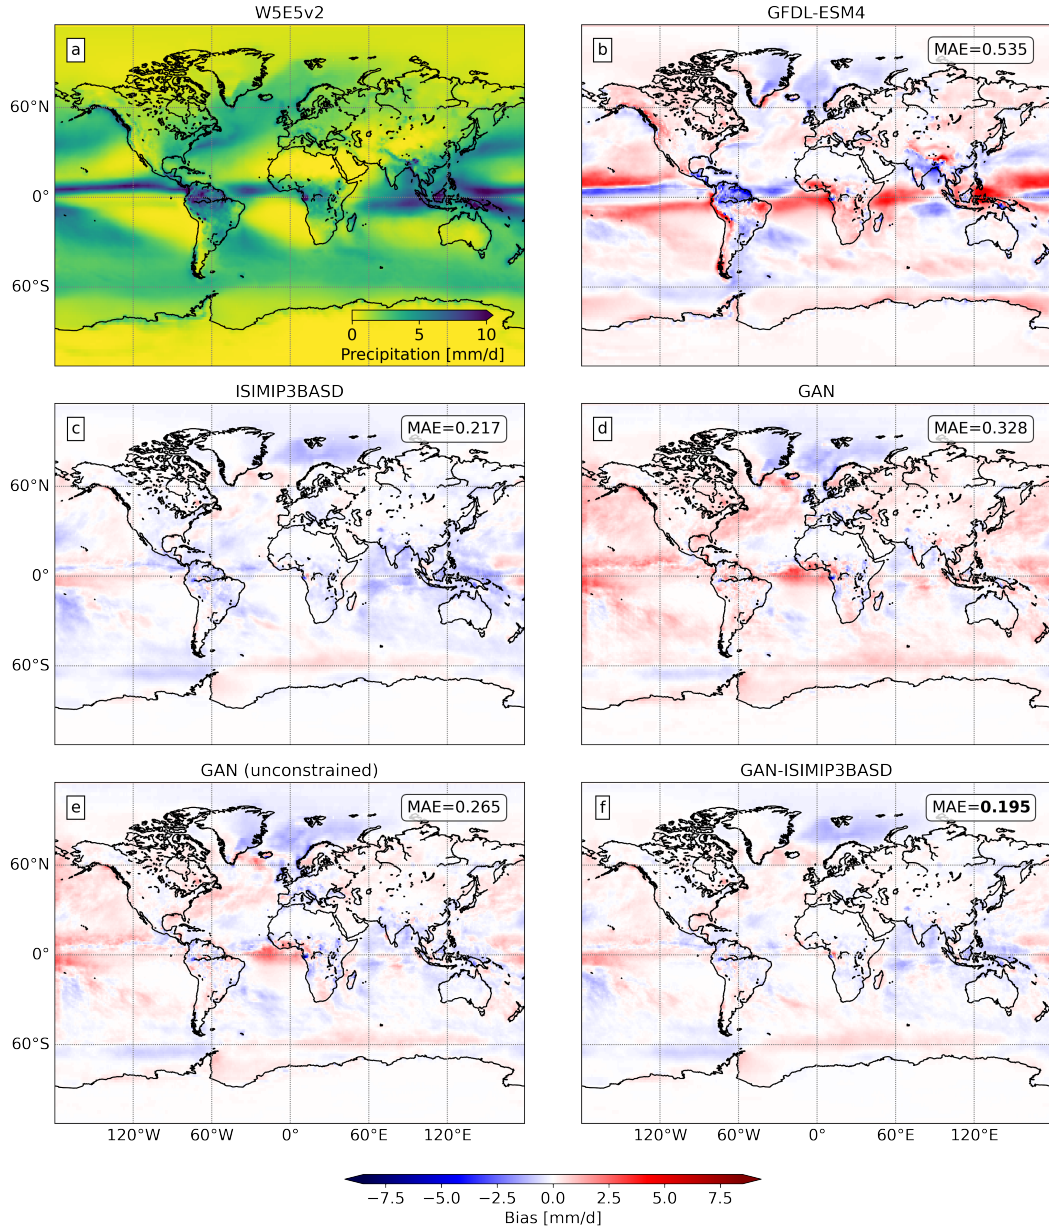 W5E5v2
GFDL-ESM4
a
b
MAE=0.535
60°N
0°
60°S
0
5
10
Precipitation [mm/d]
ISIMIP3BASD
GAN
c
MAE=0.217
d
MAE=0.328
60°N
0°
60°S
GAN (unconstrained)
GAN-ISIMIP3BASD
e
MAE=0.265
f
MAE=0.195
60°N
0°
60°S
120°W
60°W
0°
60°E
120°E
120°W
60°W
0°
60°E
120°E
−7.5
−5.0
−2.5
0.0
2.5
5.0
7.5
Bias [mm/d]